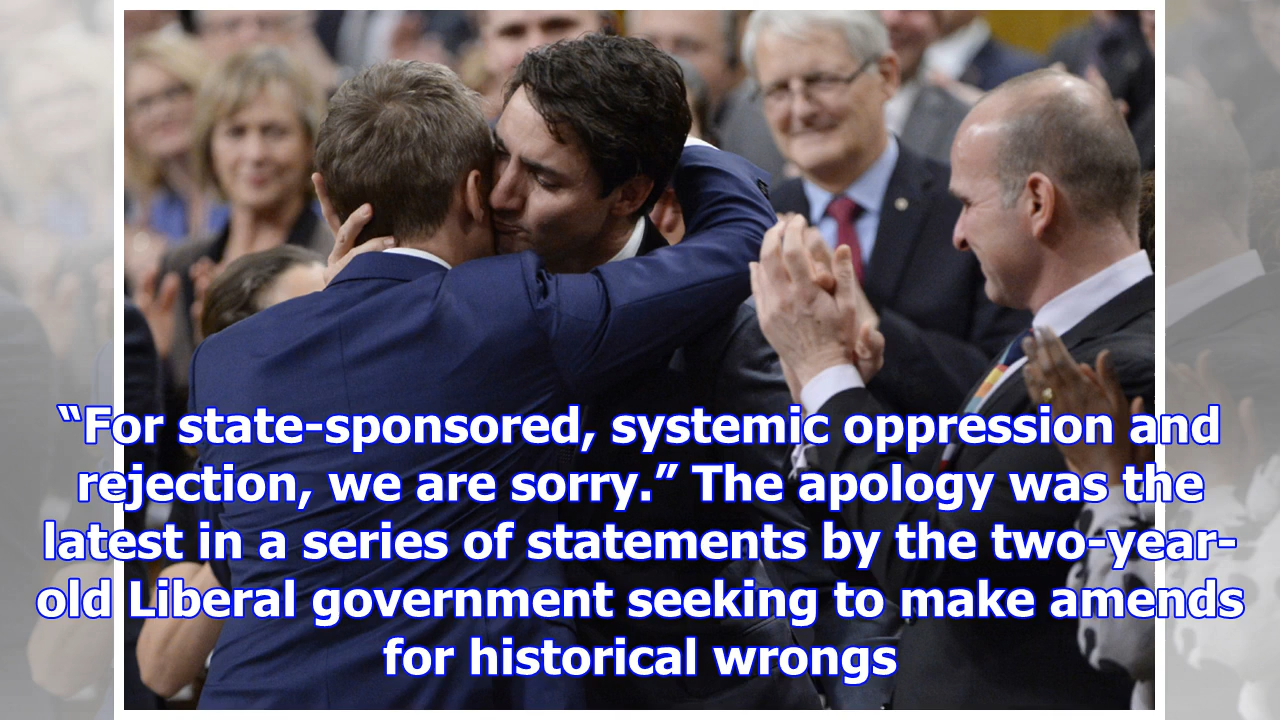 “For state-sponsored, systemic oppression and
rejection, we are sorry.” The apology was the
latest in a series of statements by the two-year-
old Liberal government seeking to make amends
for historical wrongs